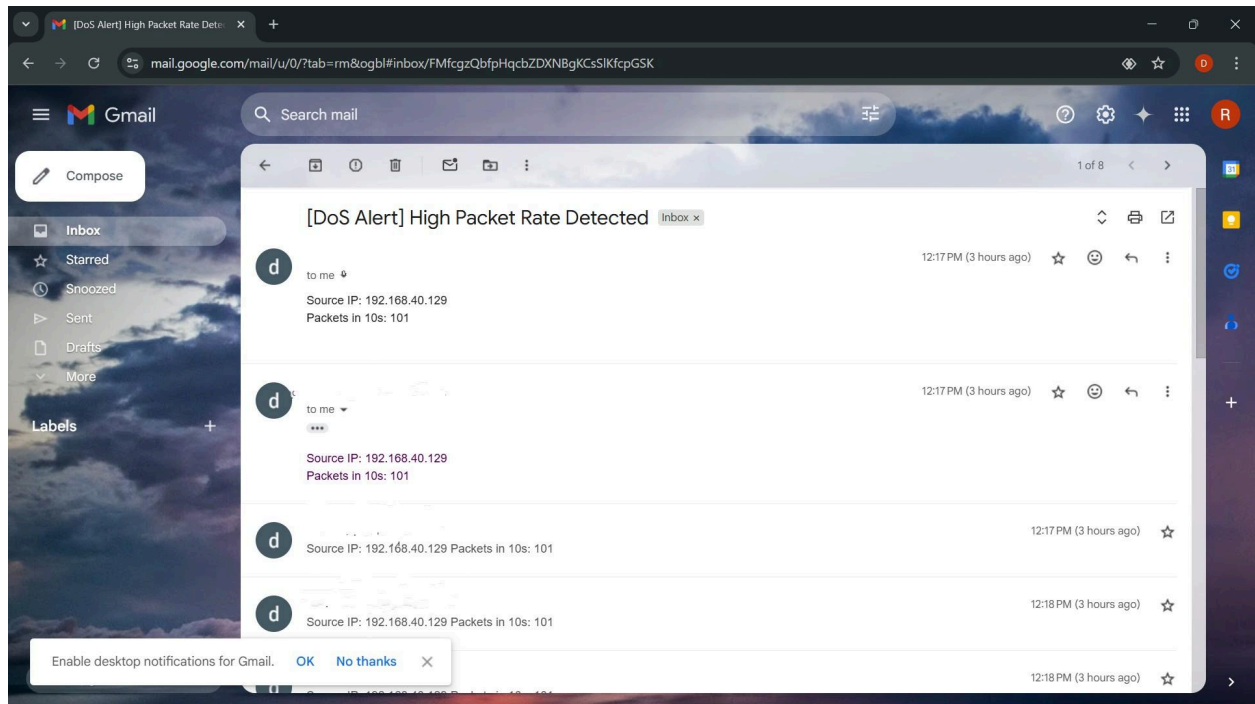 [DoS Alert] High Packet Rate Dete
mail.google.com/mail/u/0/?tab=rm&ogbl#inbox/FMfcgzQbfpHqcbZDXNBgKCsSlKfcpGSK
D
Gmail
Search mail
R
Compose
1 of 8
31
[DoS Alert] High Packet Rate Detected Inbox ×
Inbox
Starred
Snoozed
Sent
Drafts
More
Labels
d
12:17 PM (3 hours ago)
to me
Source IP: 192.168.40.129
Packets in 10s: 101
d
12:17 PM (3 hours ago)
to me
Source IP: 192.168.40.129
Packets in 10s: 101
d
12:17 PM (3 hours ago)
Source IP: 192.168.40.129 Packets in 10s: 101
d
12:18 PM (3 hours ago)
Source IP: 192.168.40.129 Packets in 10s: 101
Enable desktop notifications for Gmail. OK No thanks
12:18 PM (3 hours ago)